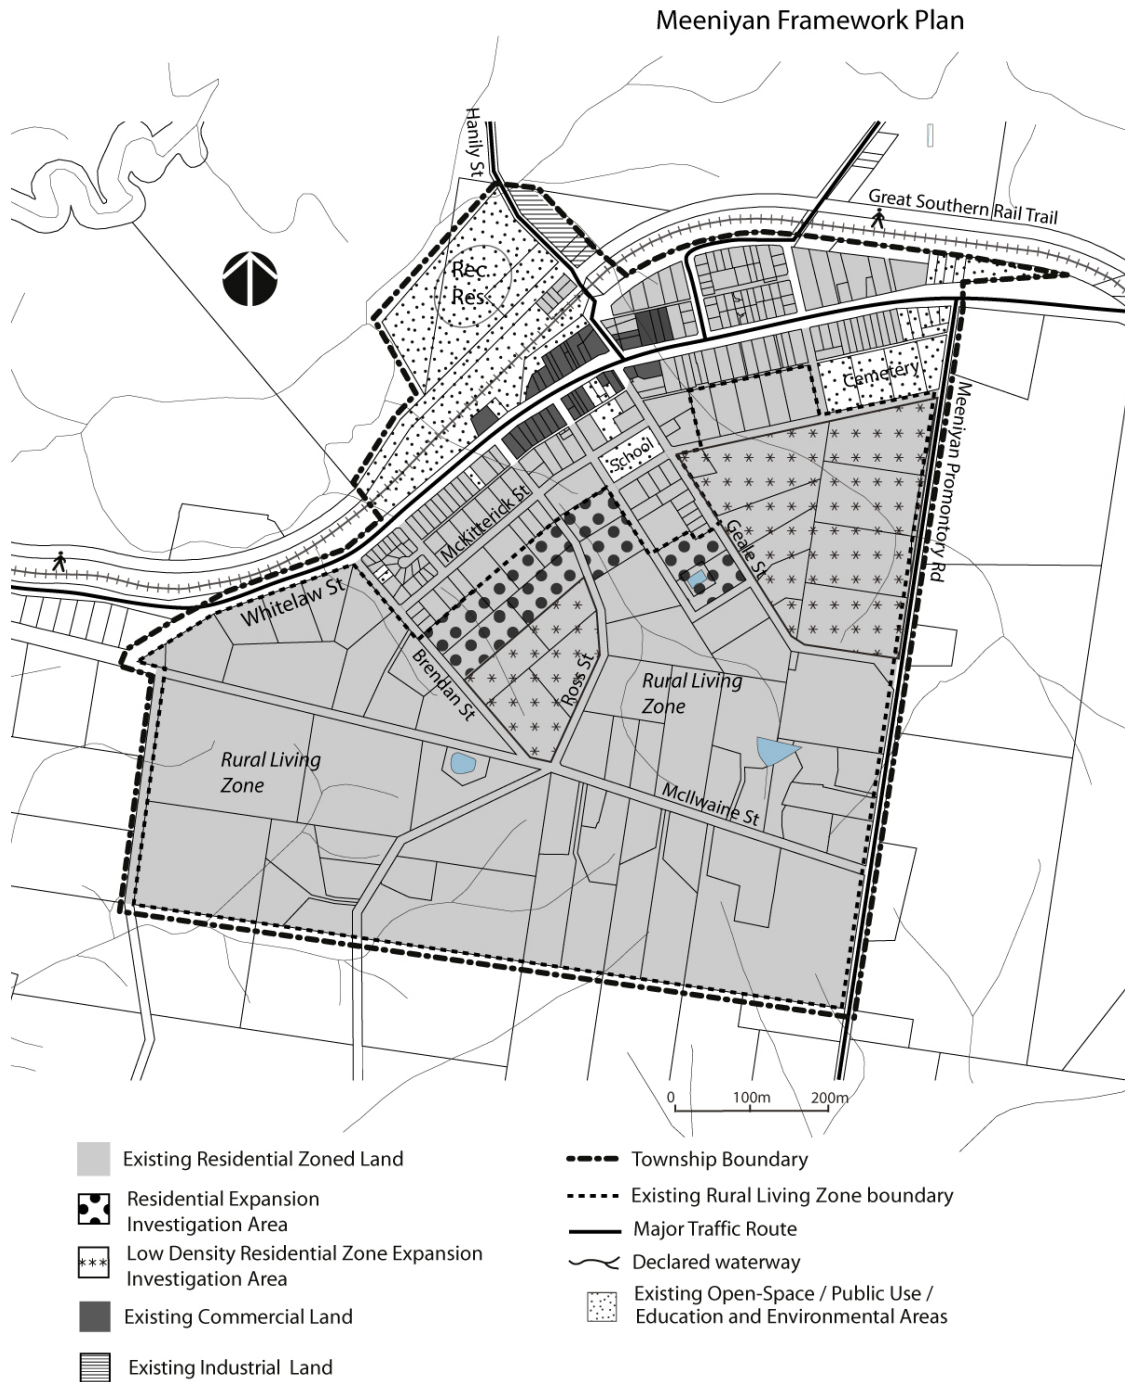 Meeniyan Framework Plan
Hanily St
Great Southern Rail Trail
Rec.
Res.
Cemetery
Meeniyan Promontory Rd
School
McKitterick St
Geale St
Whitelaw St
Brendan St
Ross St
Rural Living
Zone
Rural Living
Zone
McIlwaine St
0 100m 200m
Existing Residential Zoned Land
Residential Expansion
Investigation Area
Low Density Residential Zone Expansion
Investigation Area
Existing Commercial Land
Existing Industrial Land
Township Boundary
Existing Rural Living Zone boundary
Major Traffic Route
Declared waterway
Existing Open-Space / Public Use /
Education and Environmental Areas